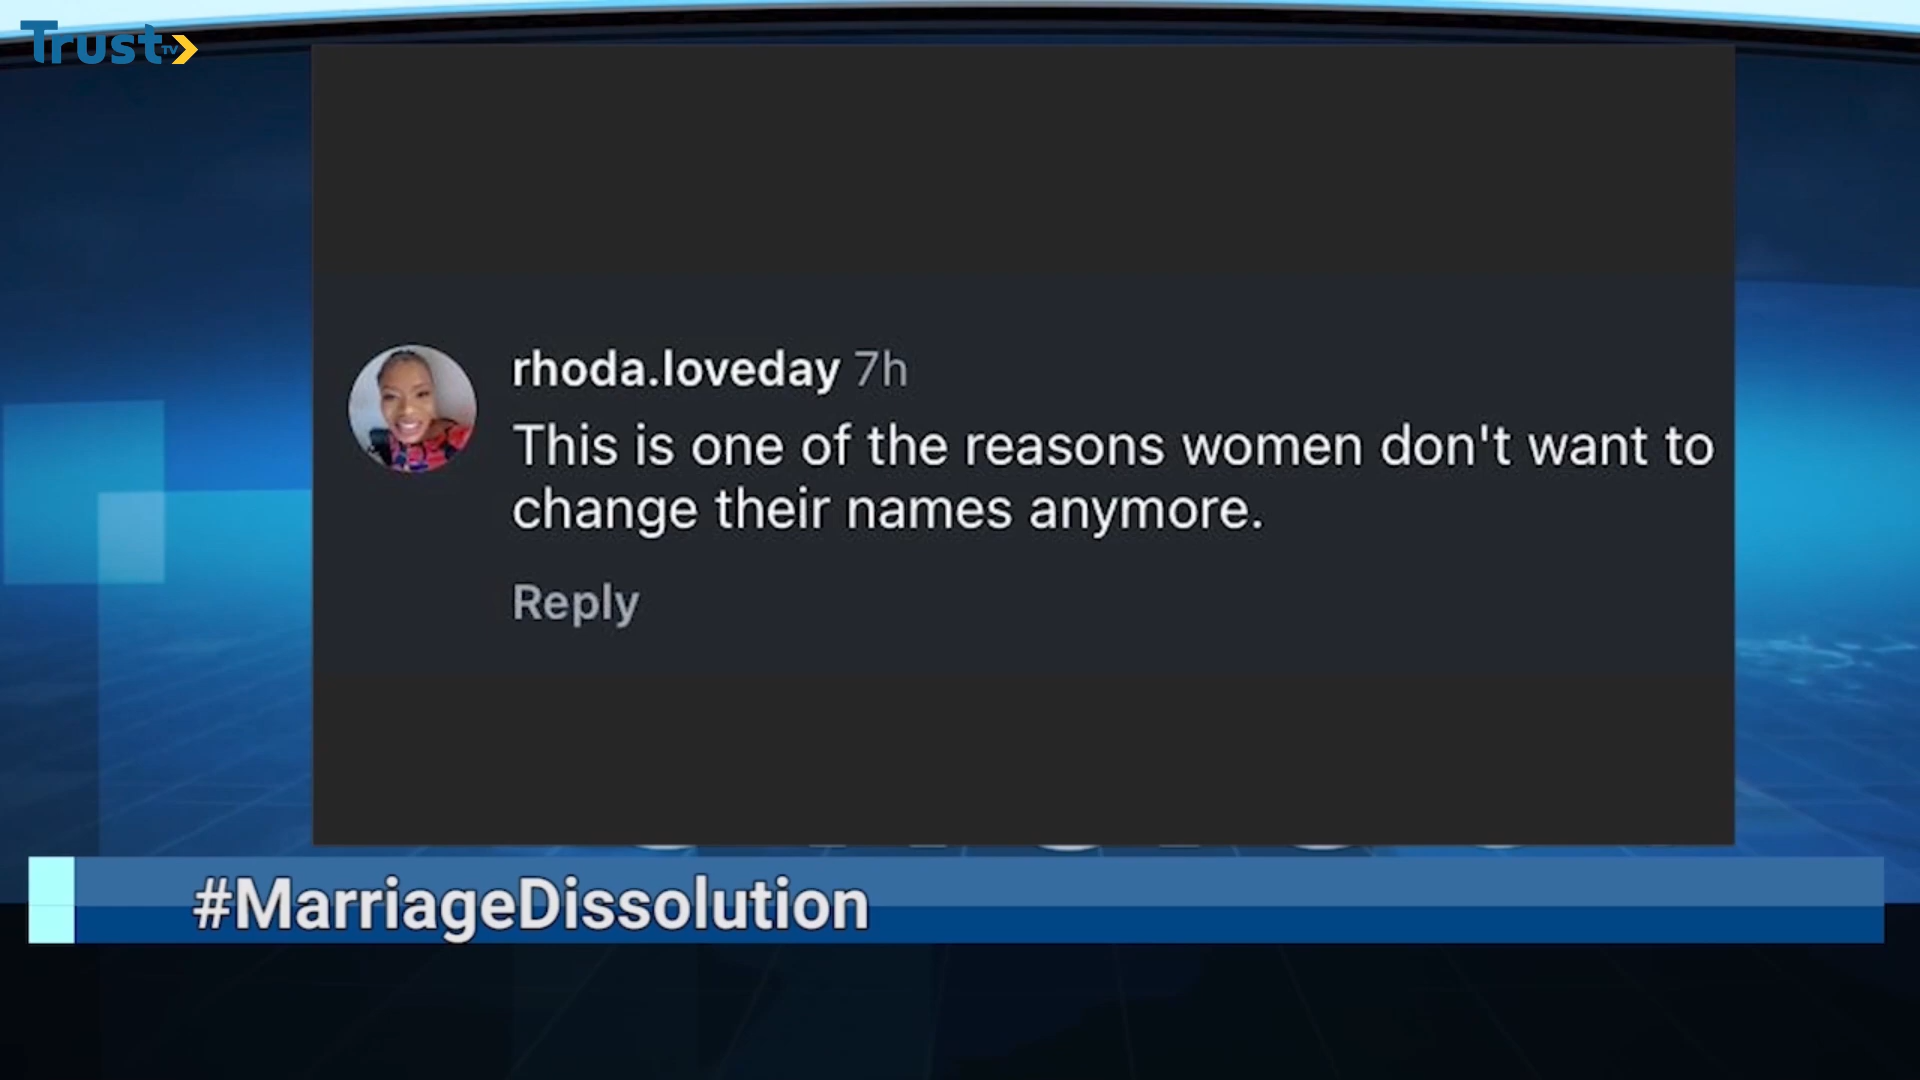 Trust TV
rhoda.loveday 7h
This is one of the reasons women don't want to
change their names anymore.
Reply
#MarriageDissolution